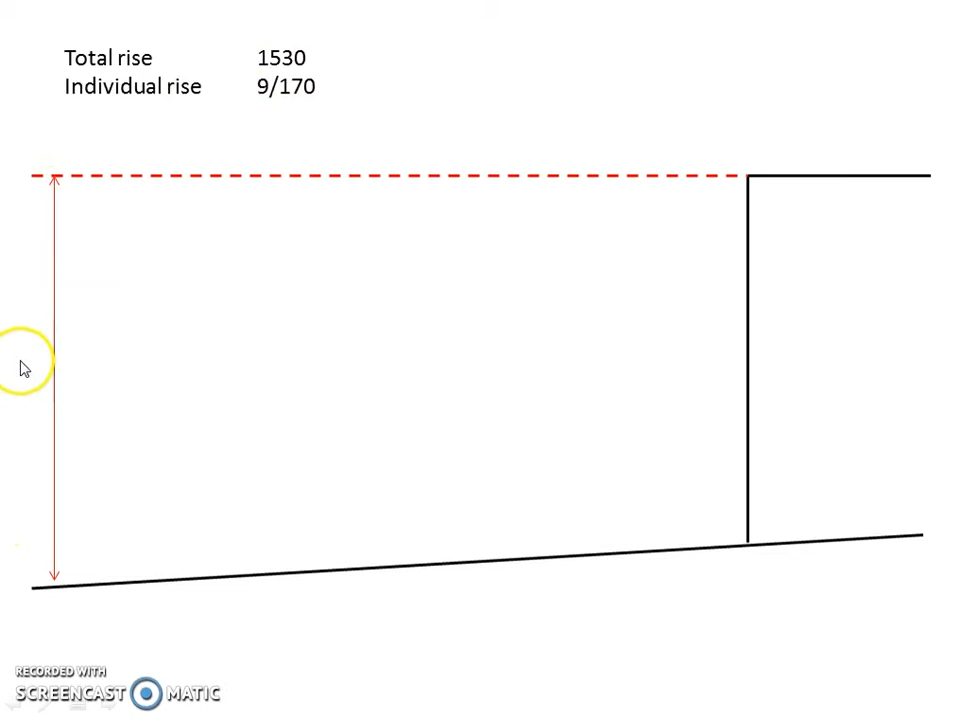 Total rise 1530
Individual rise 9/170
RECORDED WITH
SCREENCAST MATIC